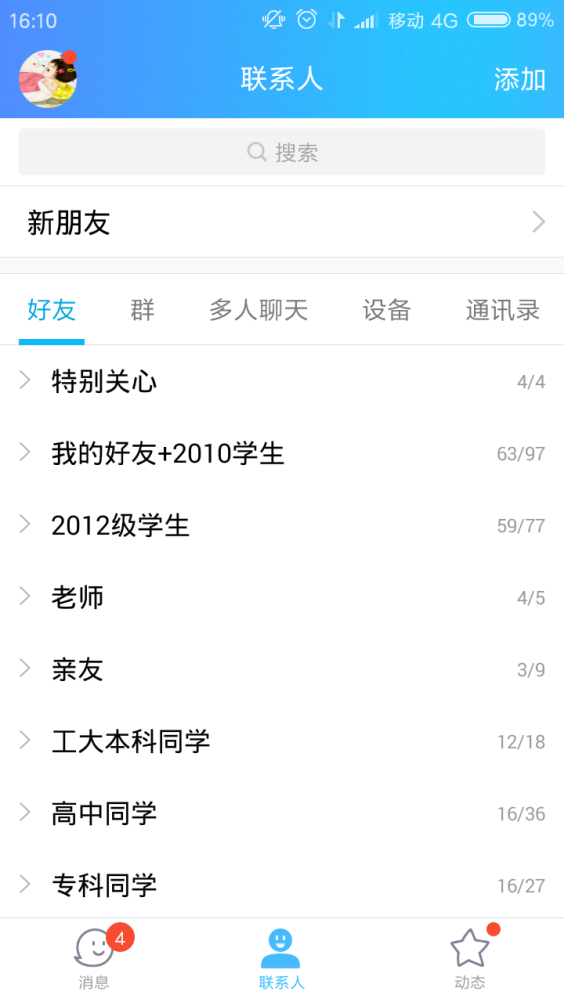 16:10 移动 4G 89%
联系人 添加
搜索
新朋友
好友 群 多人聊天 设备 通讯录
特别关心 4/4
我的好友+2010学生 63/97
2012级学生 59/77
老师 4/5
亲友 3/9
工大本科同学 12/18
高中同学 16/36
专科同学 16/27
4
消息 联系人 动态